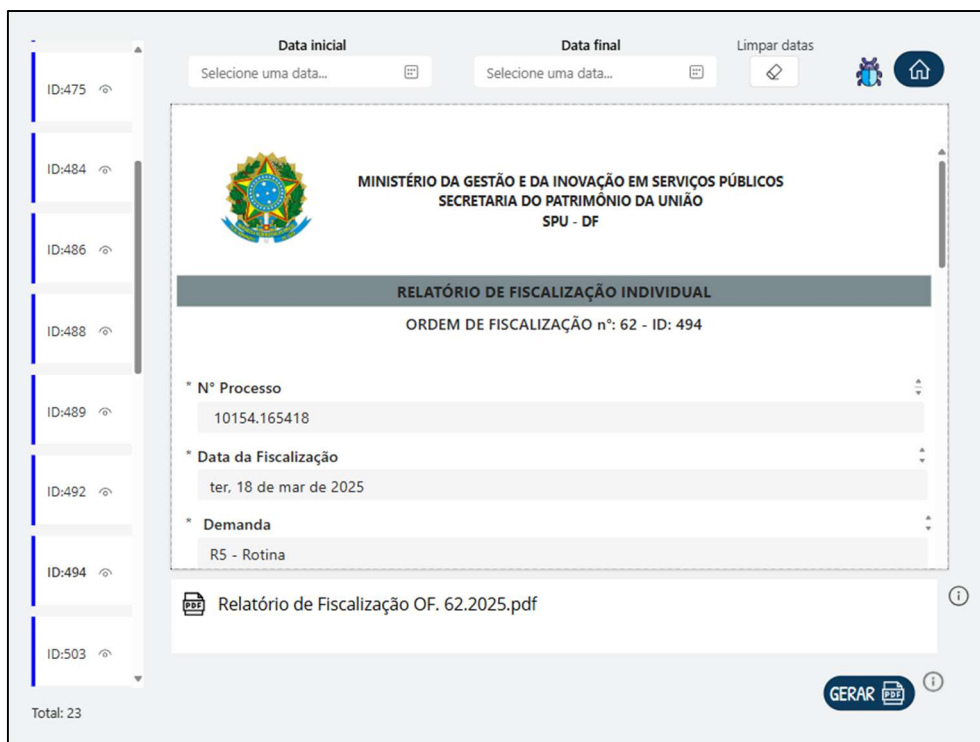 Data inicial
Data final
Limpar datas
Selecione uma data...
Selecione uma data...
ID:475
ID:484
ID:486
ID:488
ID:489
ID:492
ID:494
ID:503
Total: 23
MINISTÉRIO DA GESTÃO E DA INOVAÇÃO EM SERVIÇOS PÚBLICOS
SECRETARIA DO PATRIMÔNIO DA UNIÃO
SPU - DF
RELATÓRIO DE FISCALIZAÇÃO INDIVIDUAL
ORDEM DE FISCALIZAÇÃO n°: 62 - ID: 494
* N° Processo
10154.165418
* Data da Fiscalização
ter, 18 de mar de 2025
* Demanda
R5 - Rotina
PDF Relatório de Fiscalização OF. 62.2025.pdf
GERAR PDF